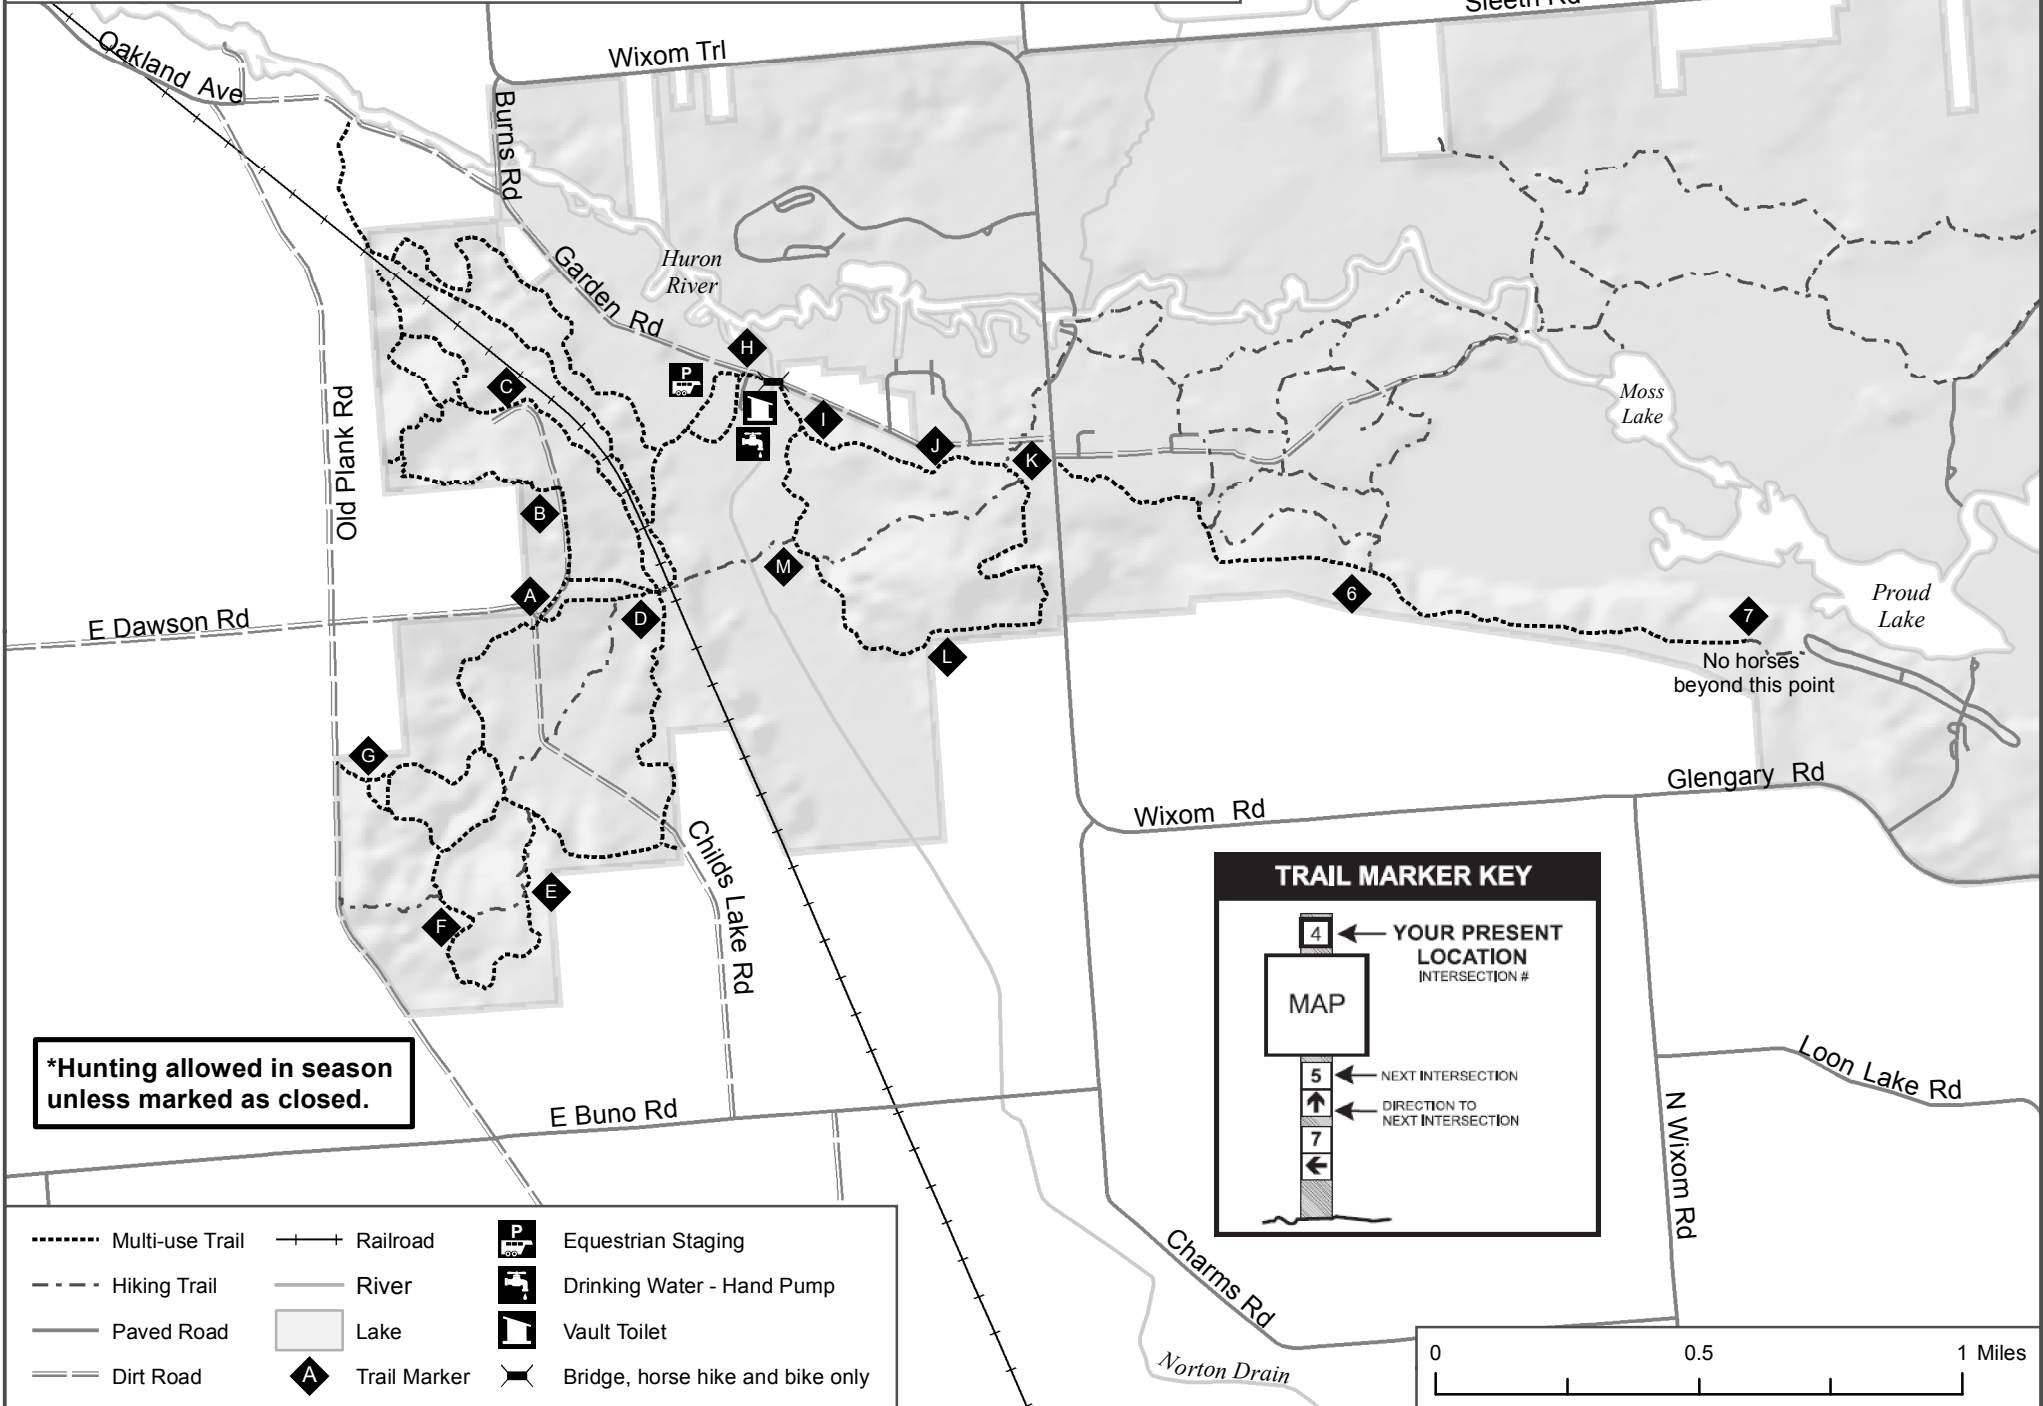 Sleeth Rd
Wixom Trl
Oakland Ave
Burns Rd
Huron
River
Garden Rd
H
P
C
I
J
K
Moss
Lake
Old Plank Rd
B
M
A
D
6
7
Proud
Lake
E Dawson Rd
L
No horses
beyond this point
G
Glengary Rd
Wixom Rd
Childs Lake Rd
E
F
TRAIL MARKER KEY
4
YOUR PRESENT
LOCATION
INTERSECTION #
MAP
5
NEXT INTERSECTION
DIRECTION TO
NEXT INTERSECTION
7
*Hunting allowed in season
unless marked as closed.
Loon Lake Rd
E Buno Rd
N Wixom Rd
Charms Rd
Norton Drain
Multi-use Trail
Railroad
P
Equestrian Staging
Hiking Trail
River
Drinking Water - Hand Pump
Paved Road
Lake
Vault Toilet
Dirt Road
A
Trail Marker
Bridge, horse hike and bike only
0 0.5 1 Miles